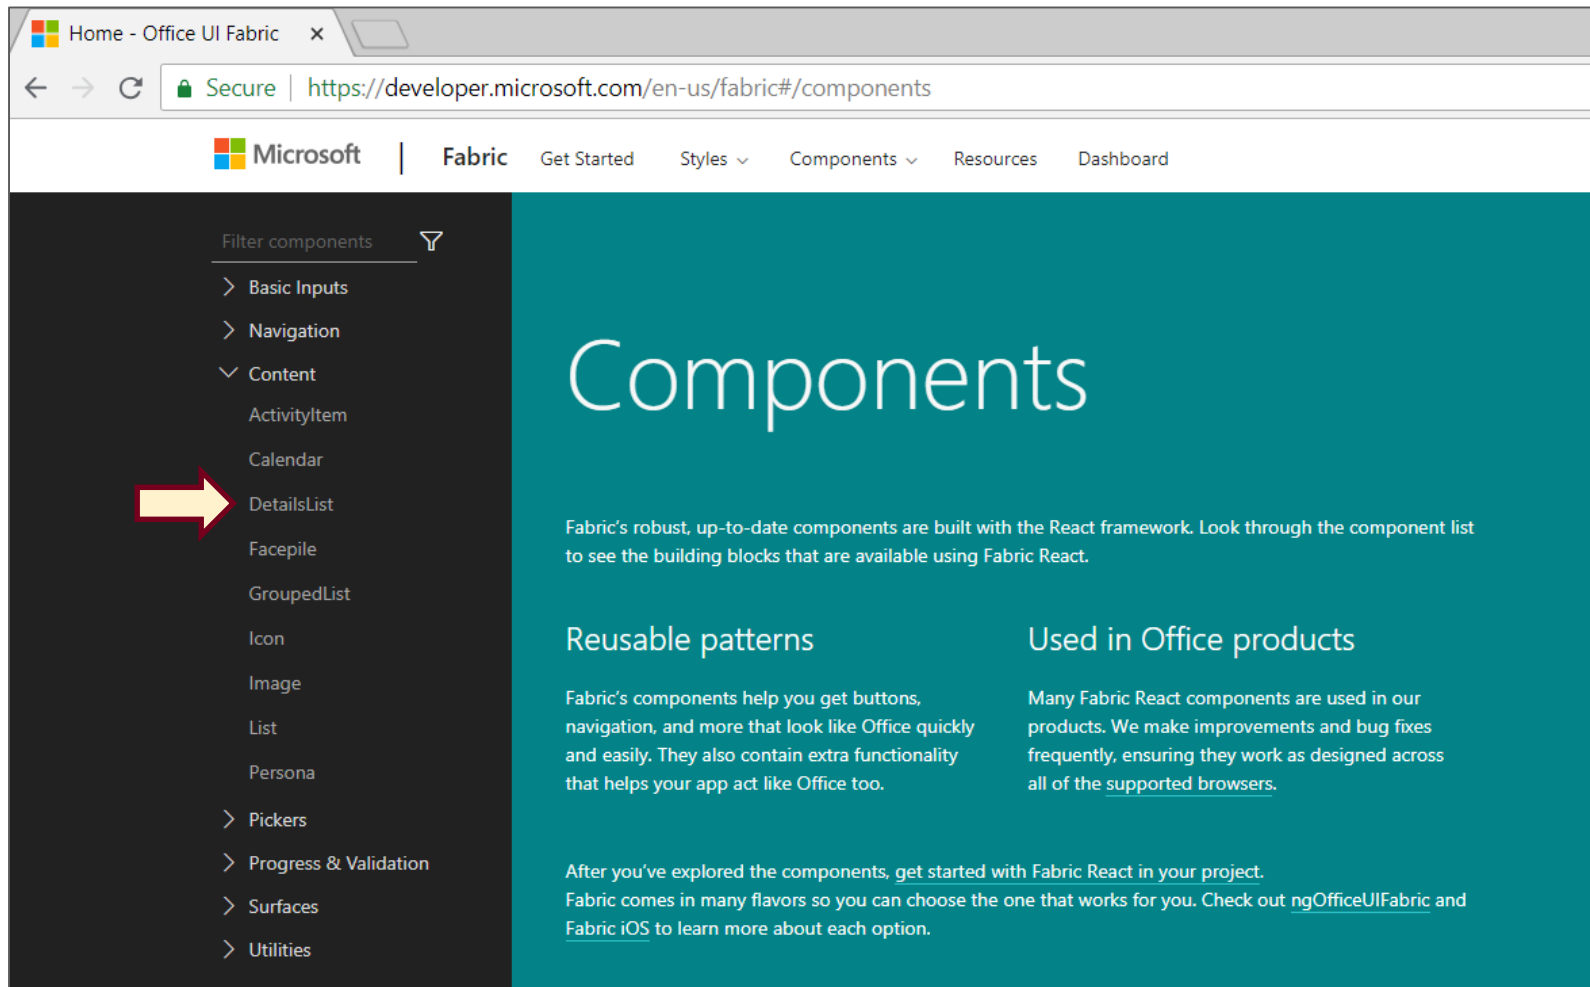 Home - Office UI Fabric
Secure | https://developer.microsoft.com/en-us/fabric#/components
Microsoft | Fabric Get Started Styles Components Resources Dashboard
Filter components
Basic Inputs
Navigation
Content
ActivityItem
Calendar
DetailsList
Facepile
GroupedList
Icon
Image
List
Persona
Pickers
Progress & Validation
Surfaces
Utilities
Components
Fabric's robust, up-to-date components are built with the React framework. Look through the component list
to see the building blocks that are available using Fabric React.
Reusable patterns
Fabric's components help you get buttons,
navigation, and more that look like Office quickly
and easily. They also contain extra functionality
that helps your app act like Office too.
Used in Office products
Many Fabric React components are used in our
products. We make improvements and bug fixes
frequently, ensuring they work as designed across
all of the supported browsers.
After you've explored the components, get started with Fabric React in your project.
Fabric comes in many flavors so you can choose the one that works for you. Check out ngOfficeUIFabric and
Fabric iOS to learn more about each option.